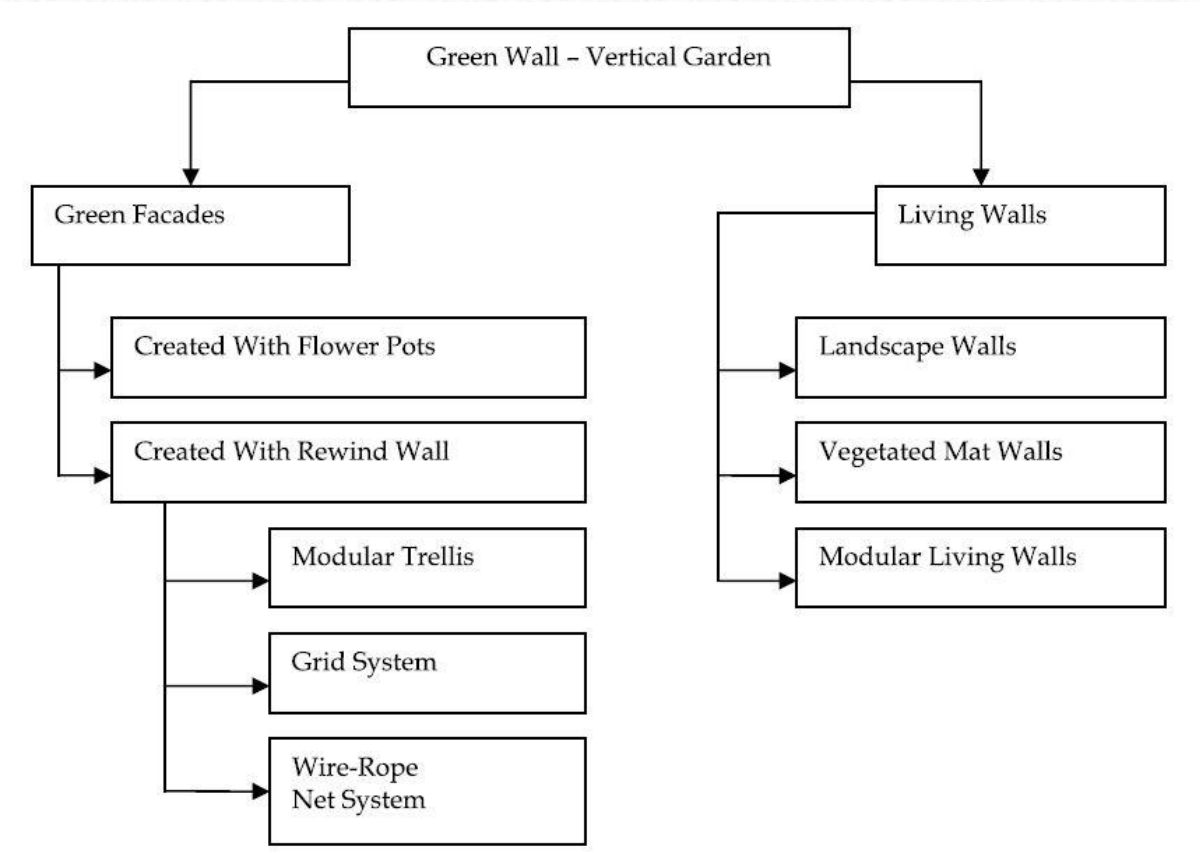 Green Wall – Vertical Garden
Green Facades
Living Walls
Created With Flower Pots
Landscape Walls
Created With Rewind Wall
Vegetated Mat Walls
Modular Trellis
Modular Living Walls
Grid System
Wire-Rope
Net System